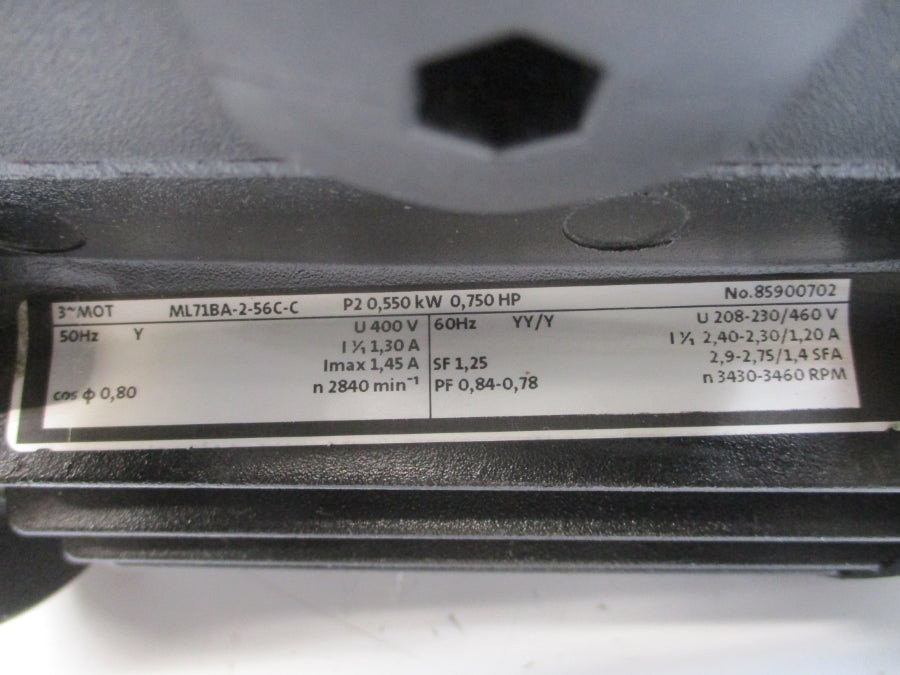 3~MOT ML71BA-2-56C-C P2 0,550 kW 0,750 HP No.85900702
50Hz Y U 400 V
I 1/1 1,30 A
Imax 1,45 A
cos φ 0,80 n 2840 min⁻¹
60Hz YY/Y U 208-230/460 V
I 1/1 2,40-2,30/1,20 A
SF 1,25 2,9-2,75/1,4 SFA
PF 0,84-0,78 n 3430-3460 RPM